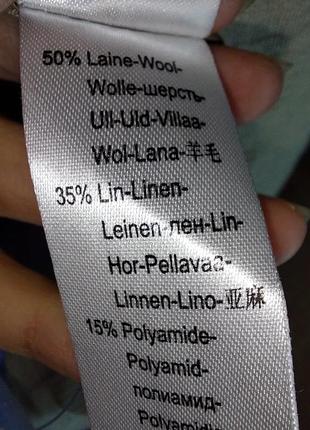 50% Laine-Wool-
Wolle-шерсть-
Ull-Uld-Villaa-
Wol-Lana-羊毛
35% Lin-Linen-
Leinen-лен-Lin-
Hor-Pellavaa-
Linnen-Lino-亚麻
15% Polyamide-
Polyamid-
полиамид-